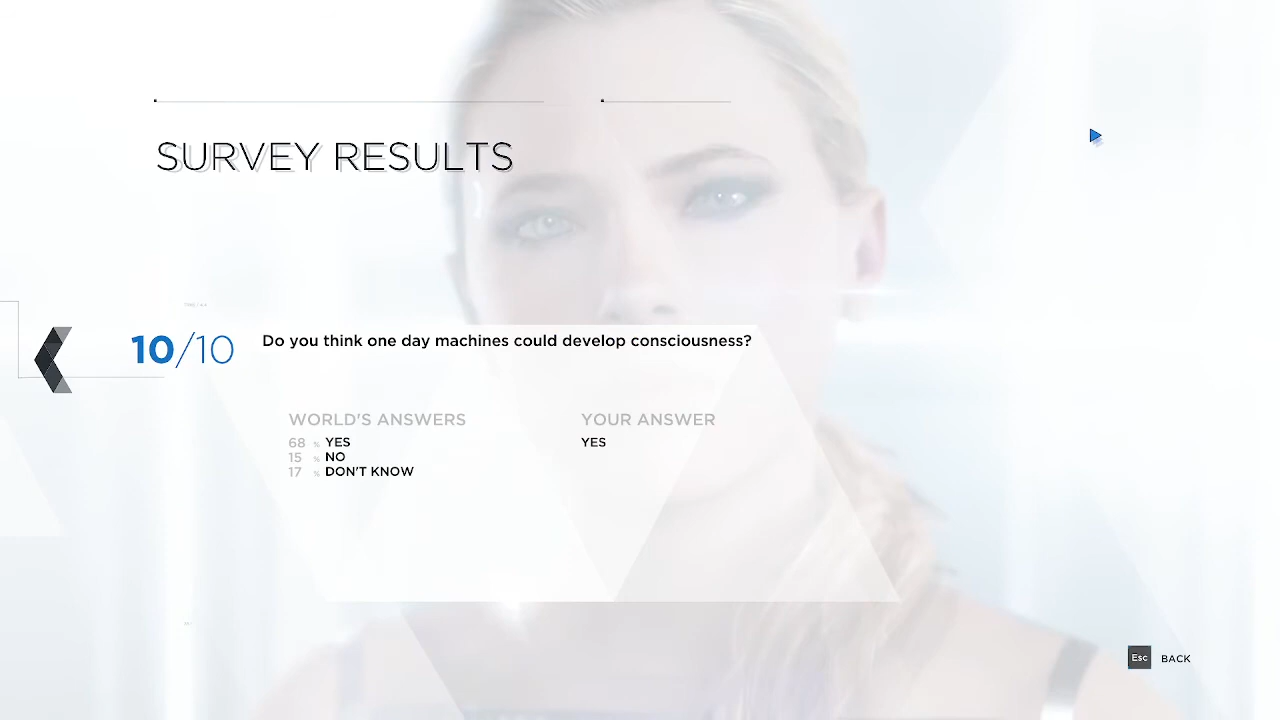 SURVEY RESULTS
10/10
Do you think one day machines could develop consciousness?
WORLD'S ANSWERS
68 % YES
15 % NO
17 % DON'T KNOW
YOUR ANSWER
YES
Esc BACK